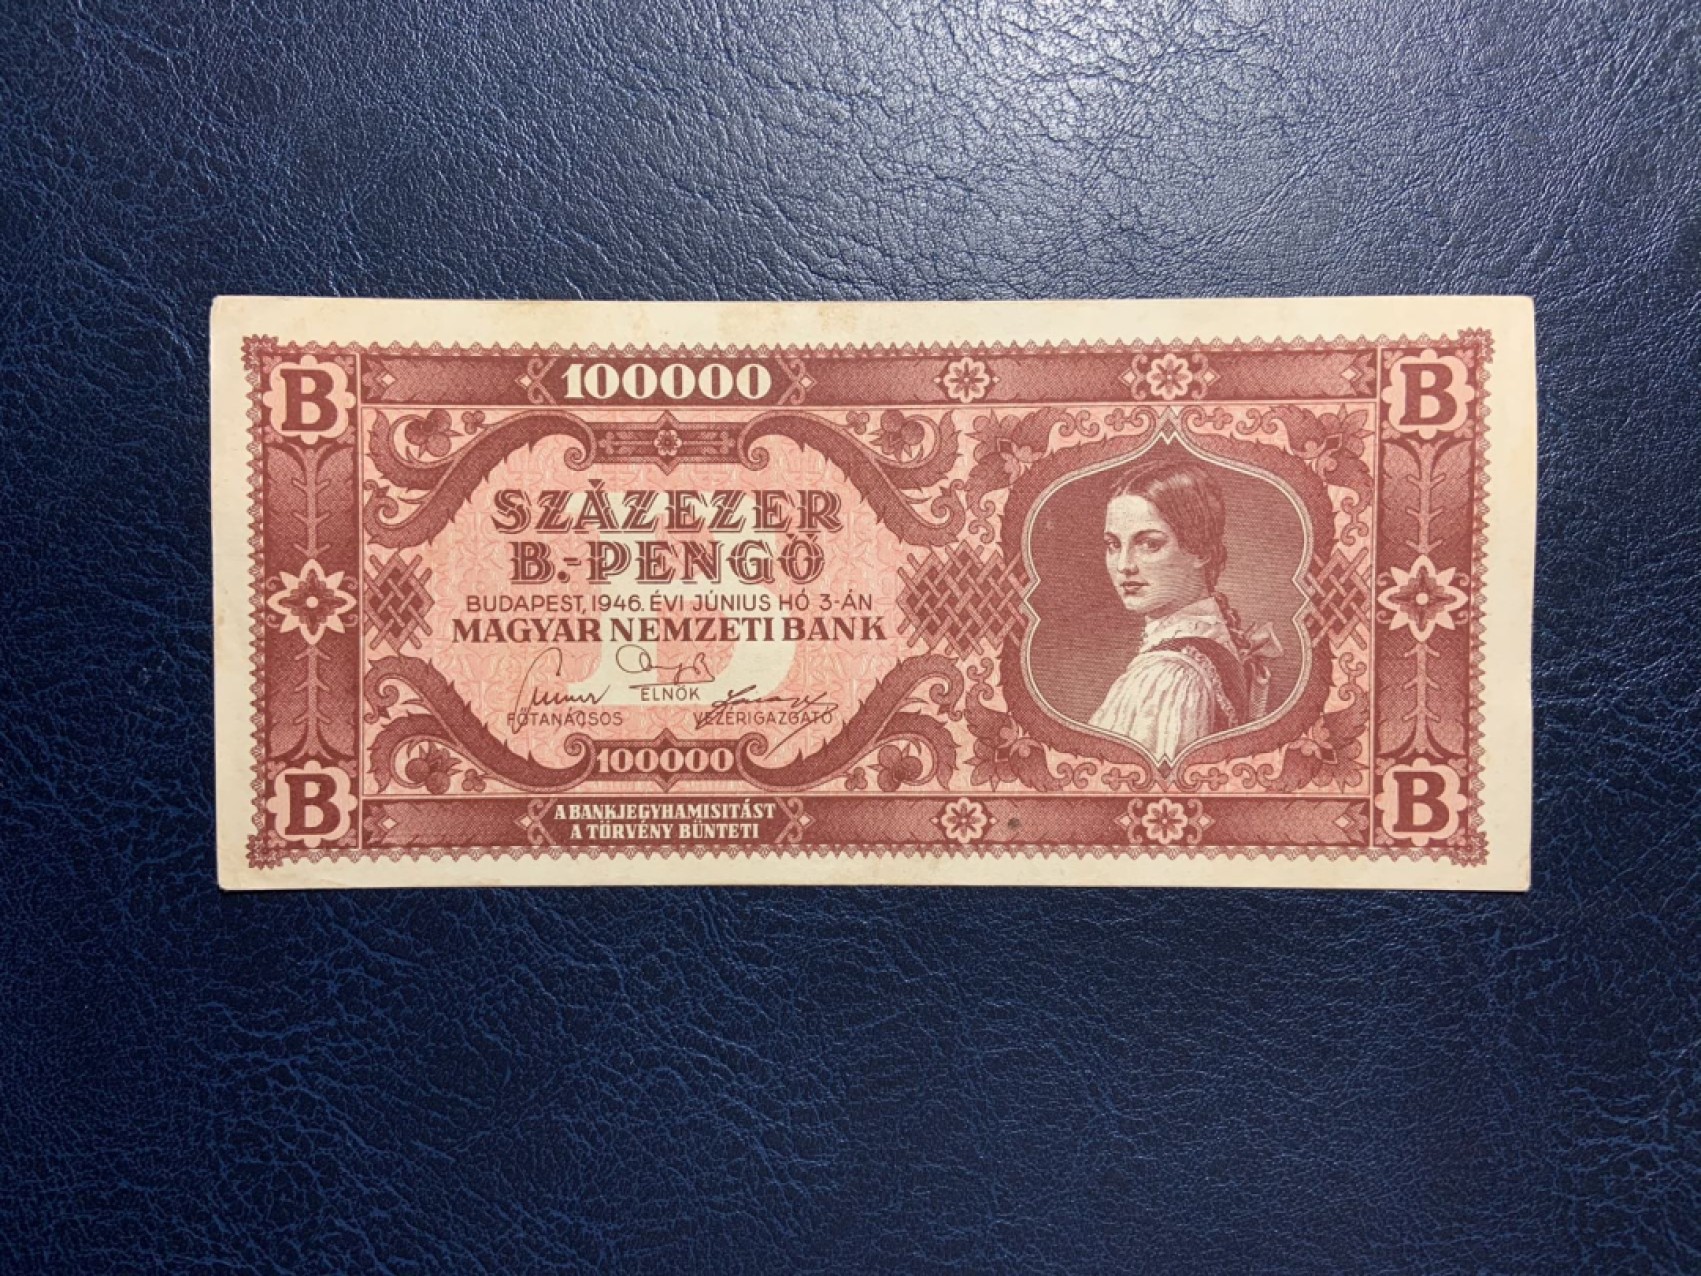 B 100000 B
SZÁZEZER
B.-PENGŐ
BUDAPEST, 1946. ÉVI JÚNIUS HÓ 3-ÁN
MAGYAR NEMZETI BANK
ELNÖK
FŐTANÁCSOS VEZÉRIGAZGATÓ
100000
B A BANKJEGYHAMISITÁST B
A TÖRVÉNY BÜNTETI